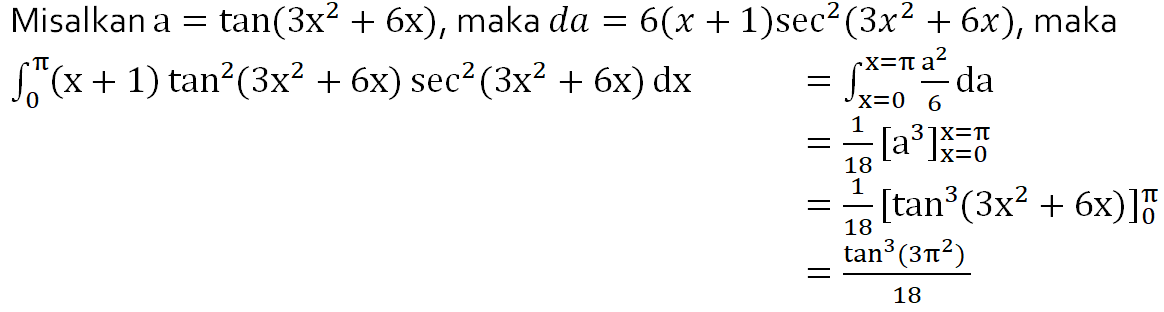 Misalkan a = tan(3x² + 6x), maka da = 6(x + 1)sec²(3x² + 6x), maka
∫₀^π (x + 1) tan²(3x² + 6x) sec²(3x² + 6x) dx = ∫_{x=0}^{x=π} a²/6 da
= 1/18 [a³]_{x=0}^{x=π}
= 1/18 [tan³(3x² + 6x)]₀^π
= tan³(3π²)/18